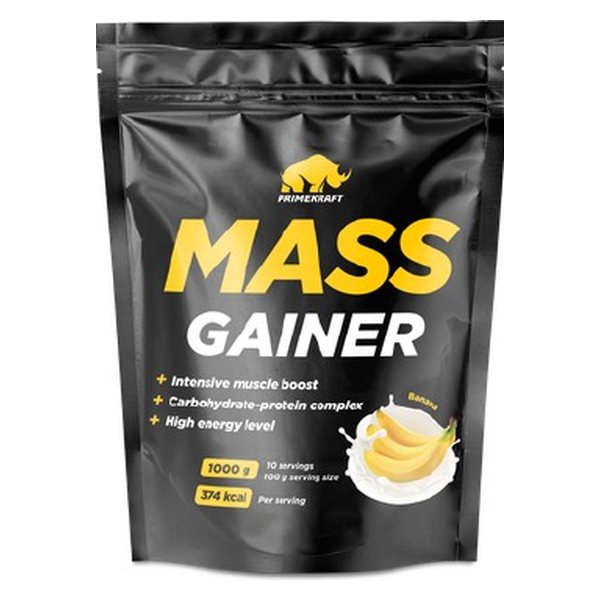 PRIMEKRAFT
MASS
GAINER
+ Intensive muscle boost
+ Carbohydrate-protein complex
+ High energy level
Banana
1000 g 10 servings
100 g serving size
374 kcal Per serving